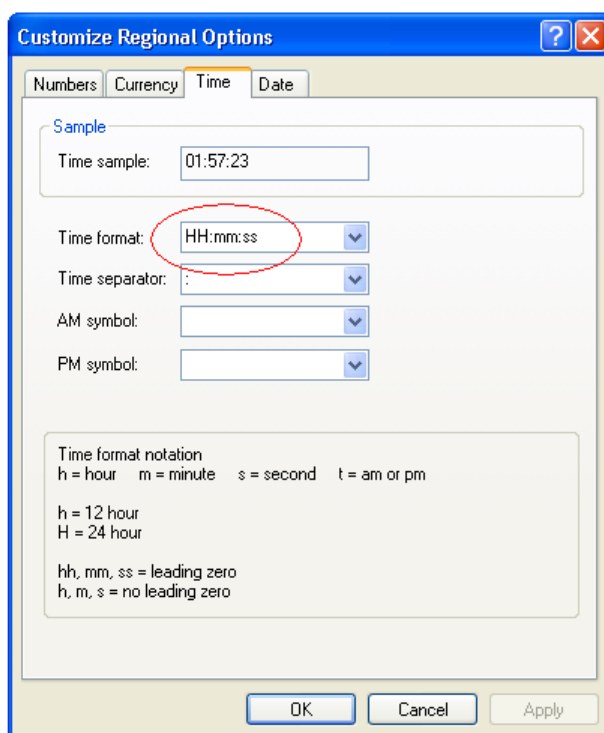 Customize Regional Options
Numbers Currency Time Date
Sample
Time sample: 01:57:23
Time format: HH:mm:ss
Time separator: :
AM symbol:
PM symbol:
Time format notation
h = hour m = minute s = second t = am or pm
h = 12 hour
H = 24 hour
hh, mm, ss = leading zero
h, m, s = no leading zero
OK Cancel Apply